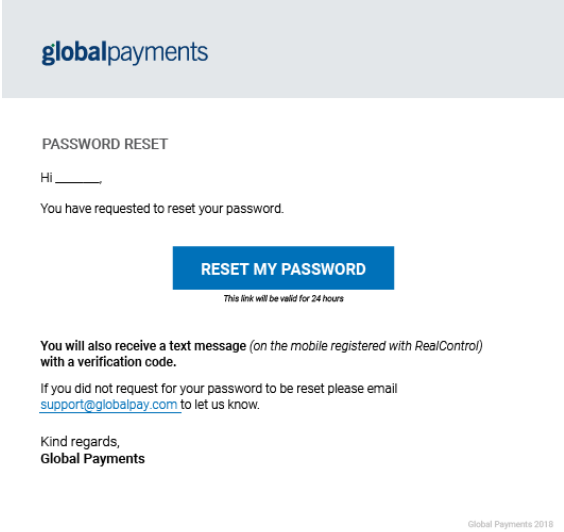 globalpayments
PASSWORD RESET
Hi _______,
You have requested to reset your password.
RESET MY PASSWORD
This link will be valid for 24 hours
You will also receive a text message (on the mobile registered with RealControl)
with a verification code.
If you did not request for your password to be reset please email
support@globalpay.com to let us know.
Kind regards,
Global Payments
Global Payments 2018